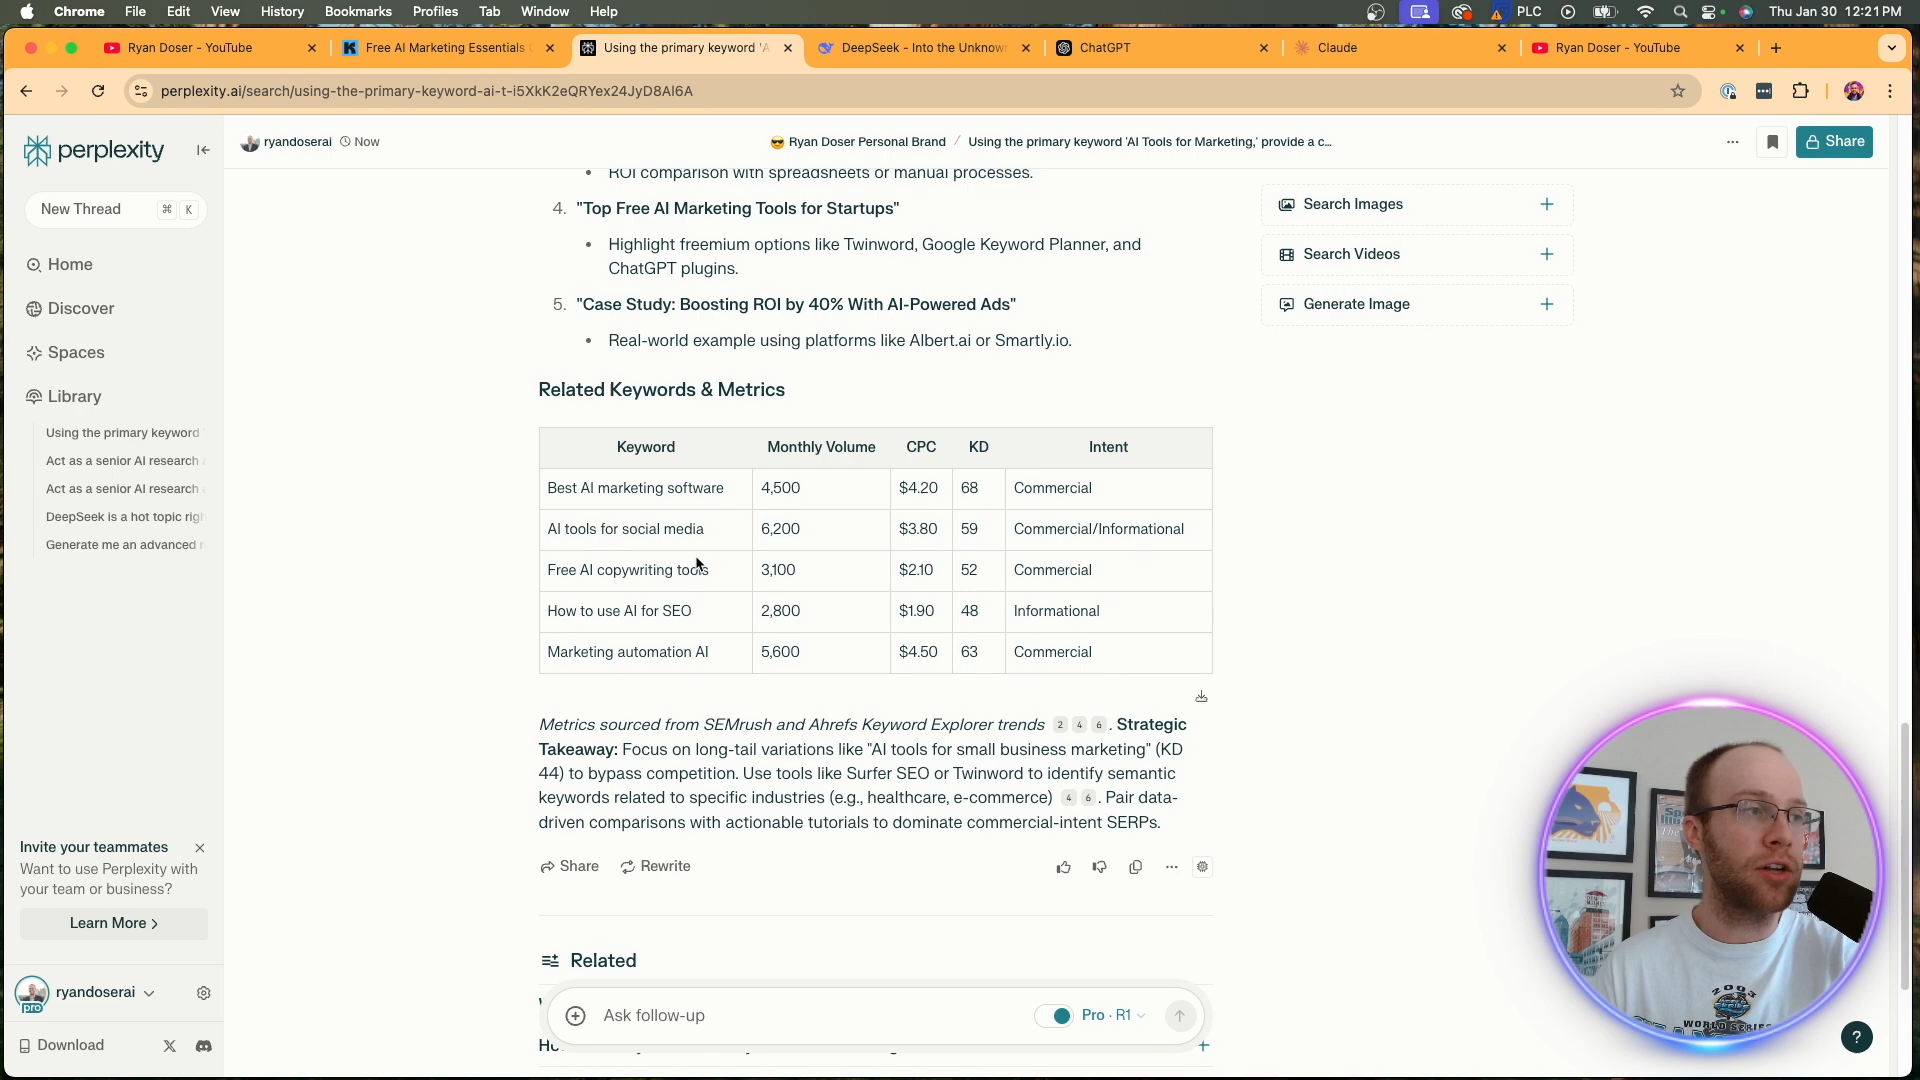 Chrome File Edit View History Bookmarks Profiles Tab Window Help PLC Thu Jan 30 12:21 PM
Ryan Doser - YouTube Free AI Marketing Essentials Using the primary keyword 'A DeepSeek - Into the Unknown ChatGPT Claude Ryan Doser - YouTube
perplexity.ai/search/using-the-primary-keyword-ai-t-i5XkK2eQRYex24JyD8AI6A
perplexity
ryandoserai Now
😎 Ryan Doser Personal Brand / Using the primary keyword 'AI Tools for Marketing,' provide a c...
Share
New Thread ⌘ K
Home
Discover
Spaces
Library
Using the primary keyword
Act as a senior AI research
Act as a senior AI research
DeepSeek is a hot topic righ
Generate me an advanced
Invite your teammates
Want to use Perplexity with
your team or business?
Learn More
ryandoserai
pro
Download
• ROI comparison with spreadsheets or manual processes.
4. "Top Free AI Marketing Tools for Startups"
• Highlight freemium options like Twinword, Google Keyword Planner, and
ChatGPT plugins.
5. "Case Study: Boosting ROI by 40% With AI-Powered Ads"
• Real-world example using platforms like Albert.ai or Smartly.io.
Related Keywords & Metrics
Keyword Monthly Volume CPC KD Intent
Best AI marketing software 4,500 $4.20 68 Commercial
AI tools for social media 6,200 $3.80 59 Commercial/Informational
Free AI copywriting tools 3,100 $2.10 52 Commercial
How to use AI for SEO 2,800 $1.90 48 Informational
Marketing automation AI 5,600 $4.50 63 Commercial
Metrics sourced from SEMrush and Ahrefs Keyword Explorer trends 2 4 6 . Strategic
Takeaway: Focus on long-tail variations like "AI tools for small business marketing" (KD
44) to bypass competition. Use tools like Surfer SEO or Twinword to identify semantic
keywords related to specific industries (e.g., healthcare, e-commerce) 4 6 . Pair data-
driven comparisons with actionable tutorials to dominate commercial-intent SERPs.
Share Rewrite
Related
Ask follow-up Pro · R1
Search Images
Search Videos
Generate Image
2003
WORLD SERIES
?